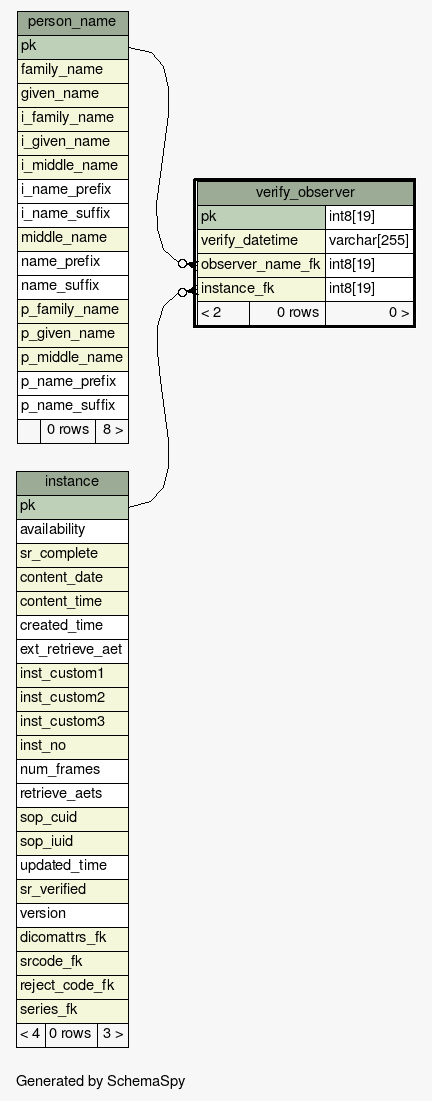 person_name
pk
family_name
given_name
i_family_name
i_given_name
i_middle_name
i_name_prefix
i_name_suffix
middle_name
name_prefix
name_suffix
p_family_name
p_given_name
p_middle_name
p_name_prefix
p_name_suffix
0 rows 8 >
verify_observer
pk int8[19]
verify_datetime varchar[255]
observer_name_fk int8[19]
instance_fk int8[19]
< 2 0 rows 0 >
instance
pk
availability
sr_complete
content_date
content_time
created_time
ext_retrieve_aet
inst_custom1
inst_custom2
inst_custom3
inst_no
num_frames
retrieve_aets
sop_cuid
sop_iuid
updated_time
sr_verified
version
dicomattrs_fk
srcode_fk
reject_code_fk
series_fk
< 4 0 rows 3 >
Generated by SchemaSpy